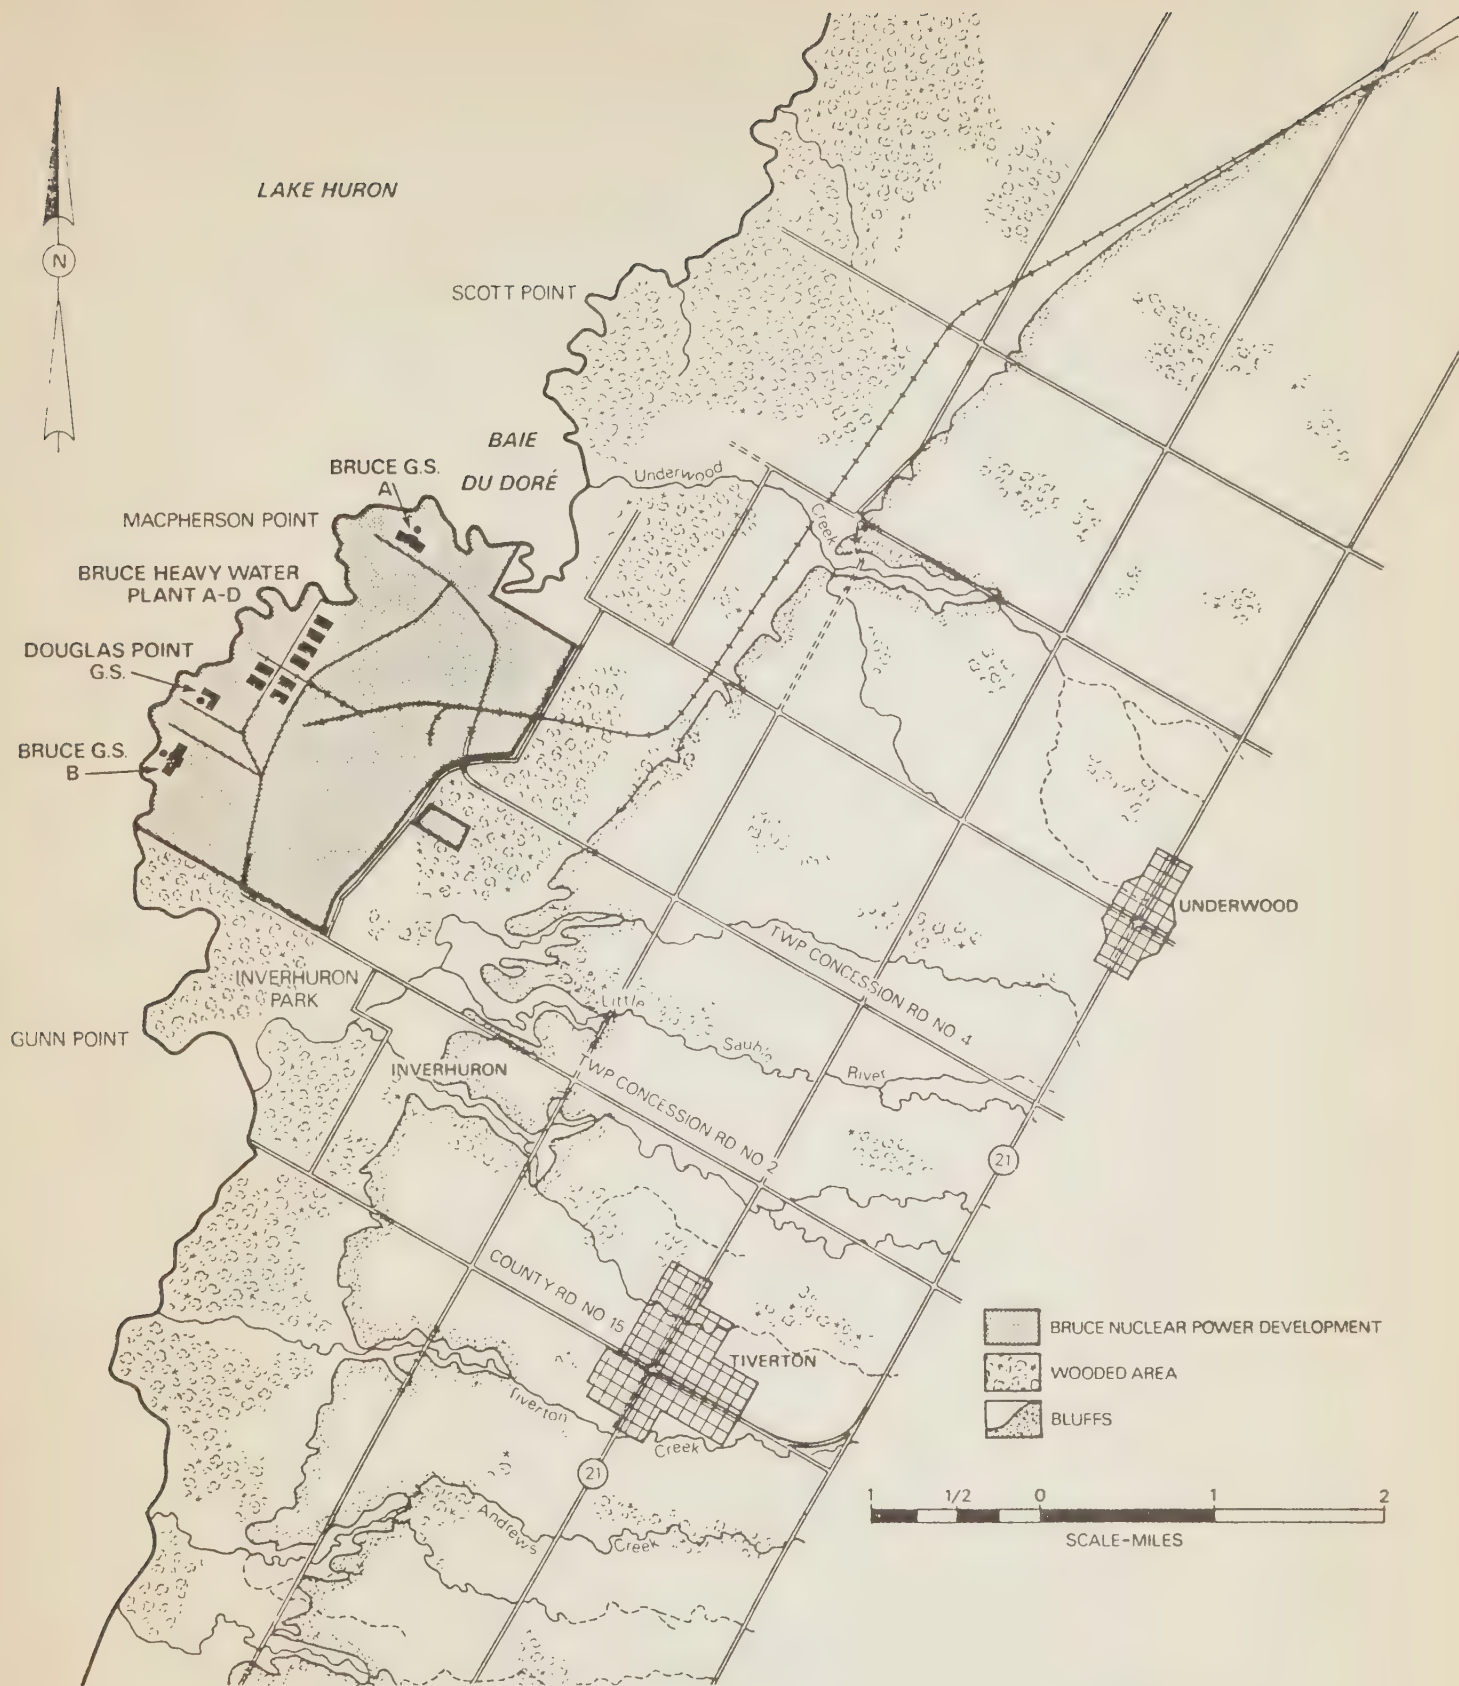 LAKE HURON
N
SCOTT POINT
BAIE
DU DORÉ
BRUCE G.S.
A
Underwood
Creek
MACPHERSON POINT
BRUCE HEAVY WATER
PLANT A-D
DOUGLAS POINT
G.S.
BRUCE G.S.
B
UNDERWOOD
TWP CONCESSION RD NO 4
INVERHURON
PARK
Little
Sauble
River
GUNN POINT
INVERHURON
TWP CONCESSION RD NO 2
21
COUNTY RD NO 15
TIVERTON
Tiverton
Creek
21
Andrews
Creek
BRUCE NUCLEAR POWER DEVELOPMENT
WOODED AREA
BLUFFS
1 1/2 0 1 2
SCALE-MILES